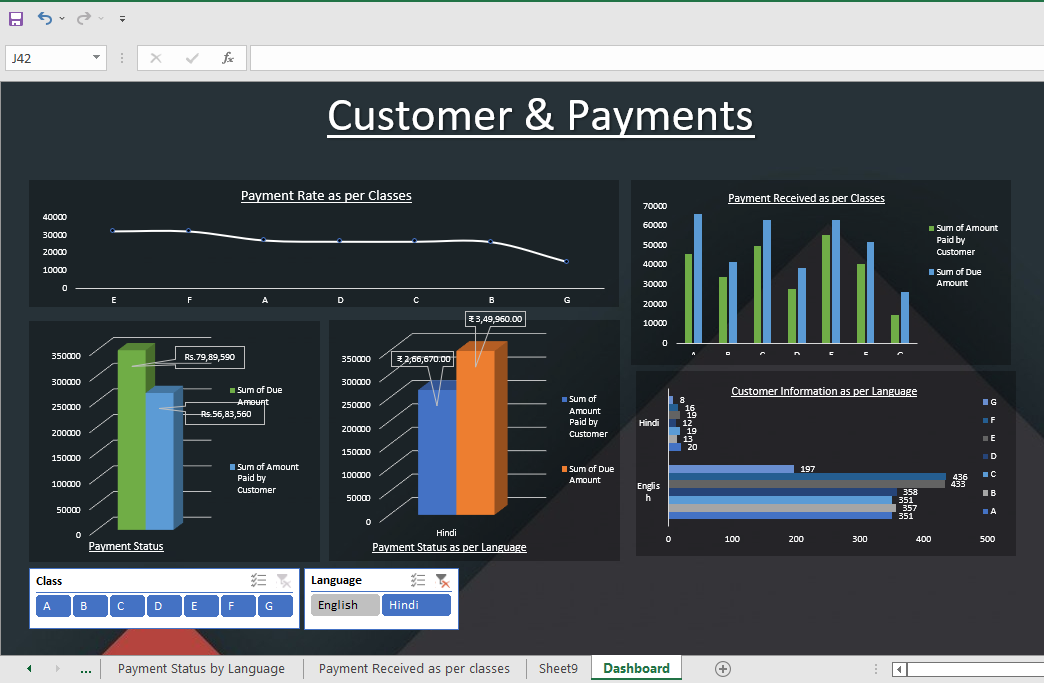 J42
fx
Customer & Payments
Payment Rate as per Classes
40000
30000
20000
10000
0
E F A D C B G
Payment Received as per Classes
70000
60000
50000
40000
30000
20000
10000
0
Sum of Amount
Paid by
Customer
Sum of Due
Amount
350000
300000
250000
200000
150000
100000
50000
0
Rs.79,89,590
Rs.56,83,560
Sum of Due
Amount
Sum of Amount
Paid by
Customer
Payment Status
₹ 3,49,960.00
₹ 2,66,670.00
350000
300000
250000
200000
150000
100000
50000
0
Hindi
Sum of
Amount
Paid by
Customer
Sum of Due
Amount
Payment Status as per Language
Customer Information as per Language
Hindi
8
16
19
12
19
13
20
Englis
h
197
436
433
358
351
357
351
0 100 200 300 400 500
G
F
E
D
C
B
A
Class
A B C D E F G
Language
English Hindi
... Payment Status by Language Payment Received as per classes Sheet9 Dashboard